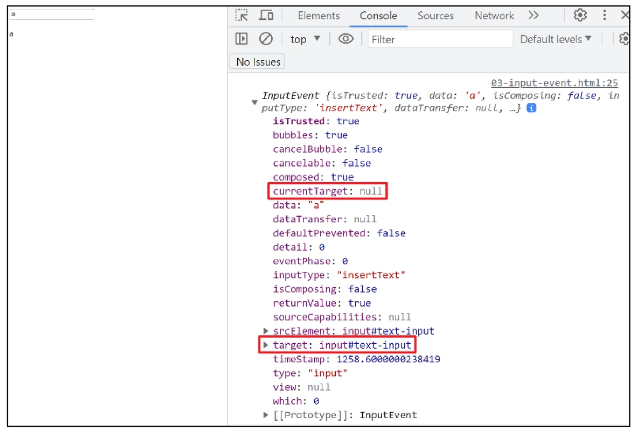 a
a
Elements Console Sources Network
top Filter Default levels
No Issues
03-input-event.html:25
InputEvent {isTrusted: true, data: 'a', isComposing: false, in
putType: 'insertText', dataTransfer: null, …}
isTrusted: true
bubbles: true
cancelBubble: false
cancelable: false
composed: true
currentTarget: null
data: "a"
dataTransfer: null
defaultPrevented: false
detail: 0
eventPhase: 0
inputType: "insertText"
isComposing: false
returnValue: true
sourceCapabilities: null
srcElement: input#text-input
target: input#text-input
timeStamp: 1258.6000000238419
type: "input"
view: null
which: 0
[[Prototype]]: InputEvent